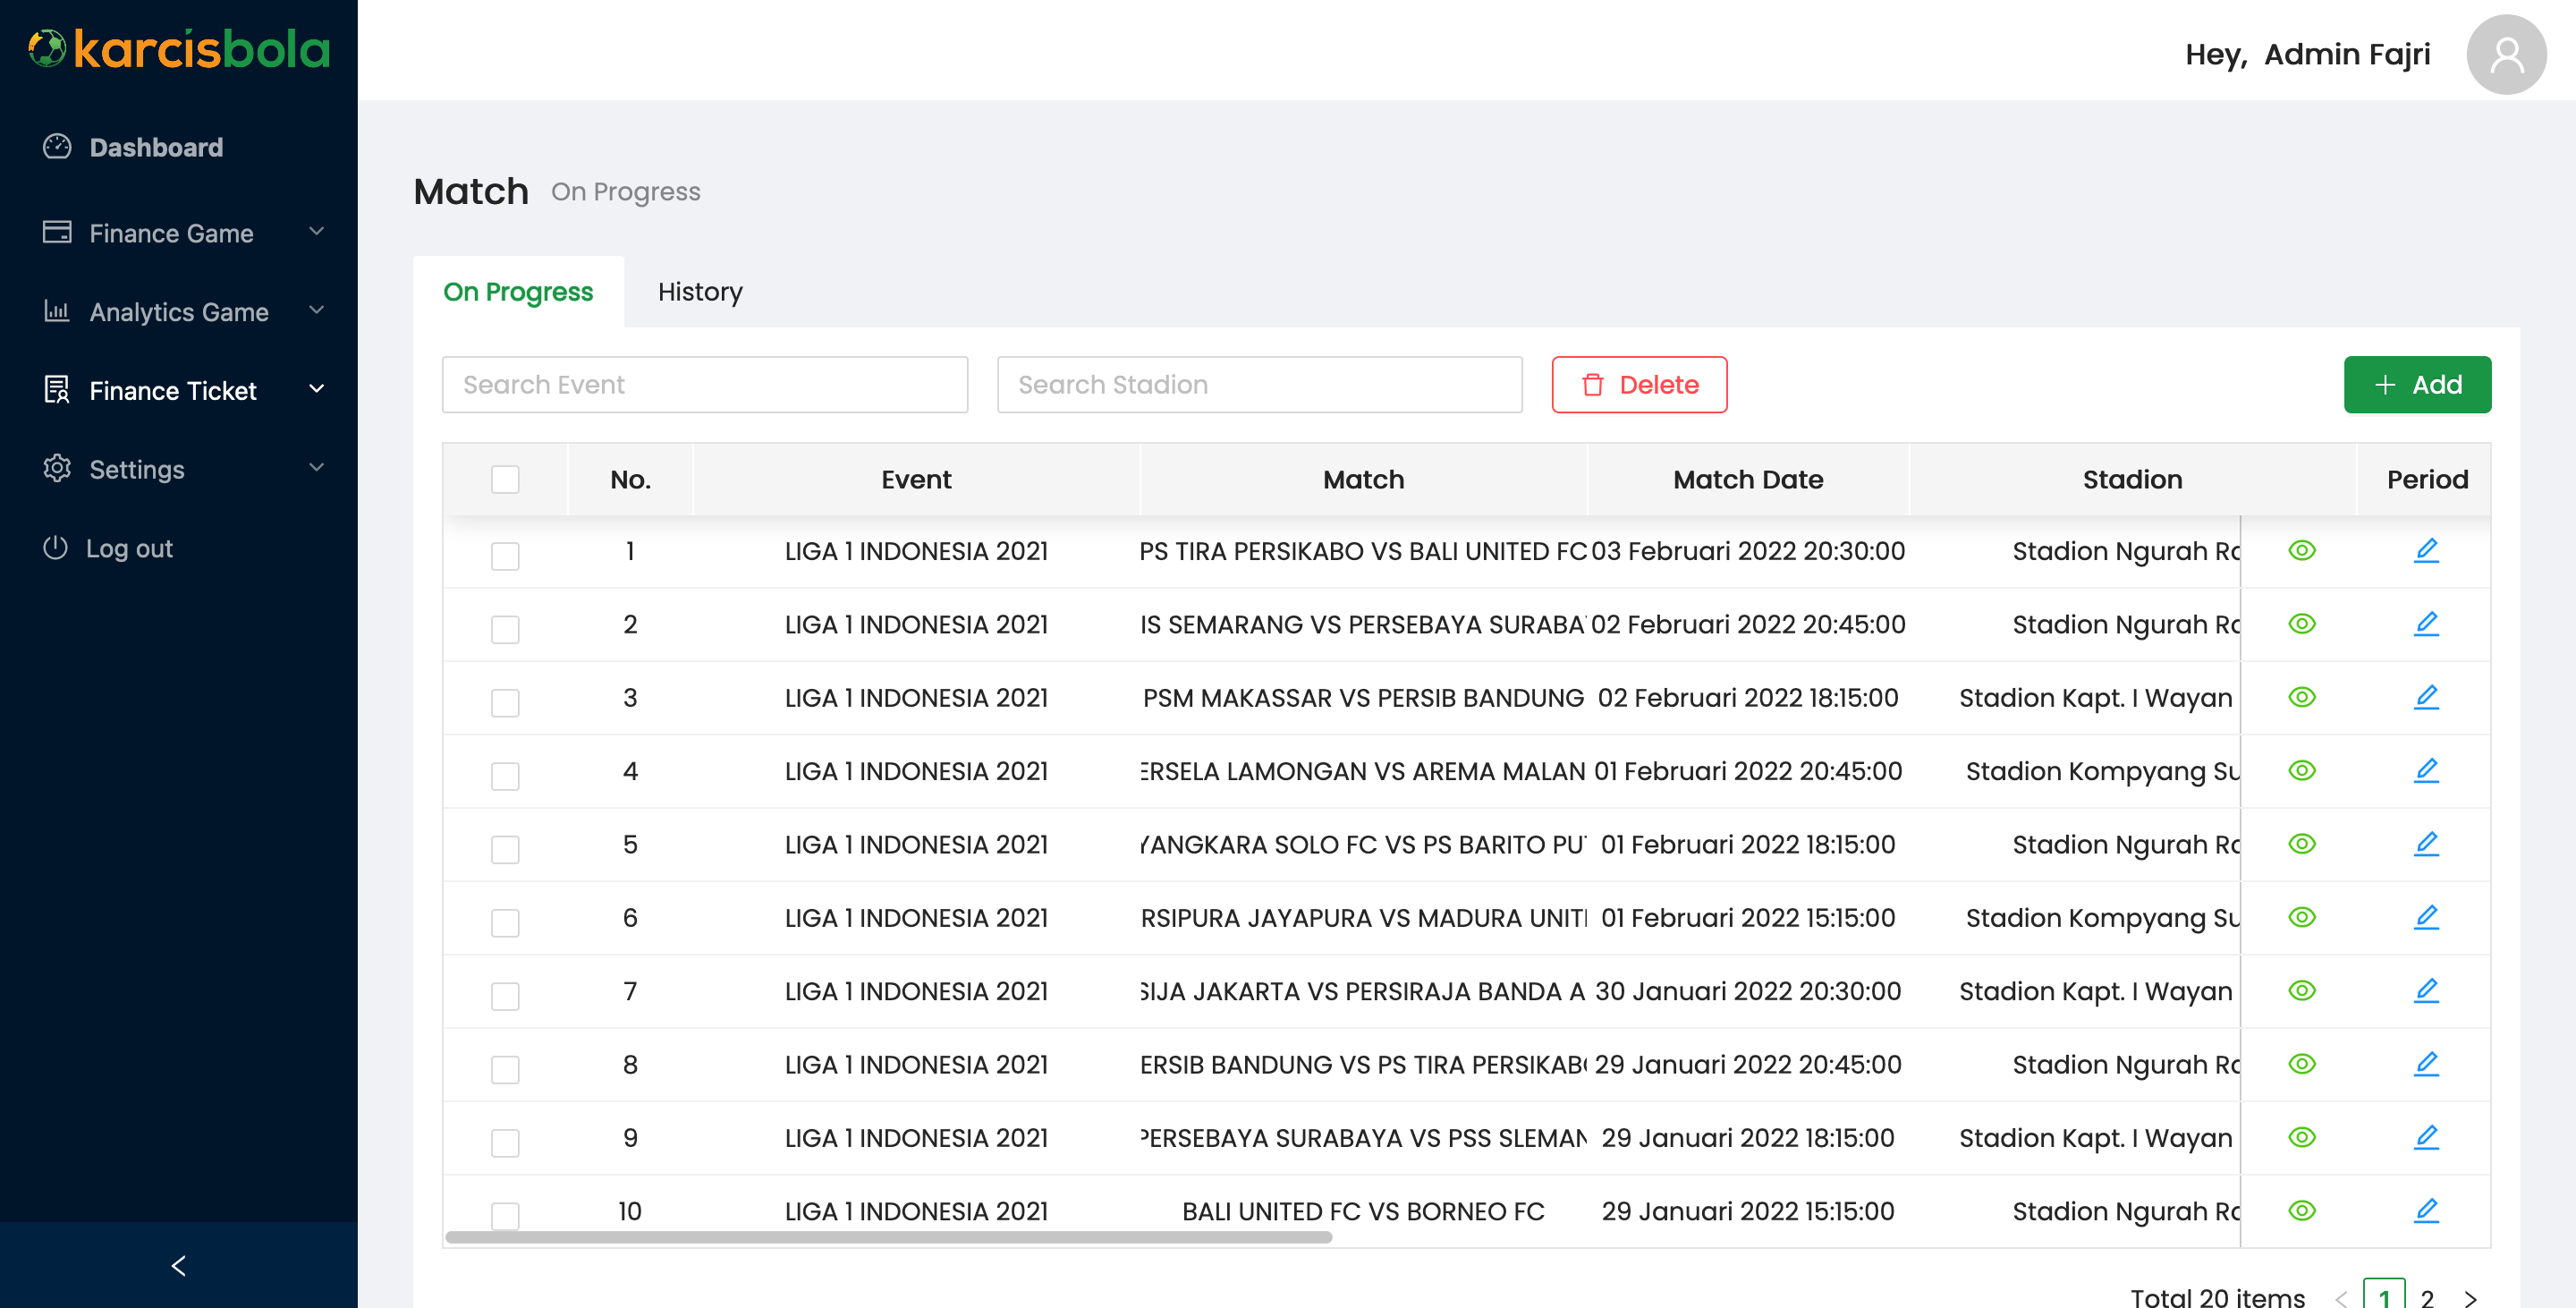 karcisbola
Hey, Admin Fajri
Dashboard
Finance Game
Analytics Game
Finance Ticket
Settings
Log out
Match On Progress
On Progress History
Search Event Search Stadion Delete + Add
No. Event Match Match Date Stadion Period
1 LIGA 1 INDONESIA 2021 PS TIRA PERSIKABO VS BALI UNITED FC 03 Februari 2022 20:30:00 Stadion Ngurah
2 LIGA 1 INDONESIA 2021 IS SEMARANG VS PERSEBAYA SURABA 02 Februari 2022 20:45:00 Stadion Ngurah
3 LIGA 1 INDONESIA 2021 PSM MAKASSAR VS PERSIB BANDUNG 02 Februari 2022 18:15:00 Stadion Kapt. I Wayan
4 LIGA 1 INDONESIA 2021 ERSELA LAMONGAN VS AREMA MALAN 01 Februari 2022 20:45:00 Stadion Kompyang Su
5 LIGA 1 INDONESIA 2021 YANGKARA SOLO FC VS PS BARITO PU 01 Februari 2022 18:15:00 Stadion Ngurah
6 LIGA 1 INDONESIA 2021 RSIPURA JAYAPURA VS MADURA UNIT 01 Februari 2022 15:15:00 Stadion Kompyang Su
7 LIGA 1 INDONESIA 2021 SIJA JAKARTA VS PERSIRAJA BANDA A 30 Januari 2022 20:30:00 Stadion Kapt. I Wayan
8 LIGA 1 INDONESIA 2021 ERSIB BANDUNG VS PS TIRA PERSIKAB 29 Januari 2022 20:45:00 Stadion Ngurah
9 LIGA 1 INDONESIA 2021 PERSEBAYA SURABAYA VS PSS SLEMAN 29 Januari 2022 18:15:00 Stadion Kapt. I Wayan
10 LIGA 1 INDONESIA 2021 BALI UNITED FC VS BORNEO FC 29 Januari 2022 15:15:00 Stadion Ngurah
Total 20 items < 1 2 >